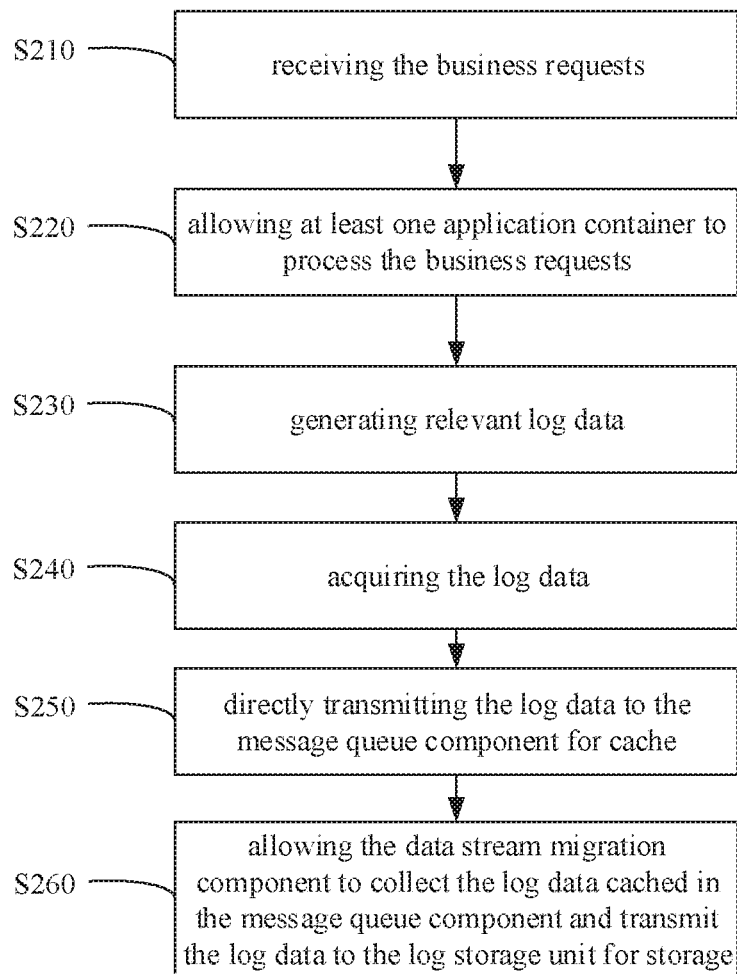 S210
receiving the business requests
S220
allowing at least one application container to
process the business requests
S230
generating relevant log data
S240
acquiring the log data
S250
directly transmitting the log data to the
message queue component for cache
S260
allowing the data stream migration
component to collect the log data cached in
the message queue component and transmit
the log data to the log storage unit for storage